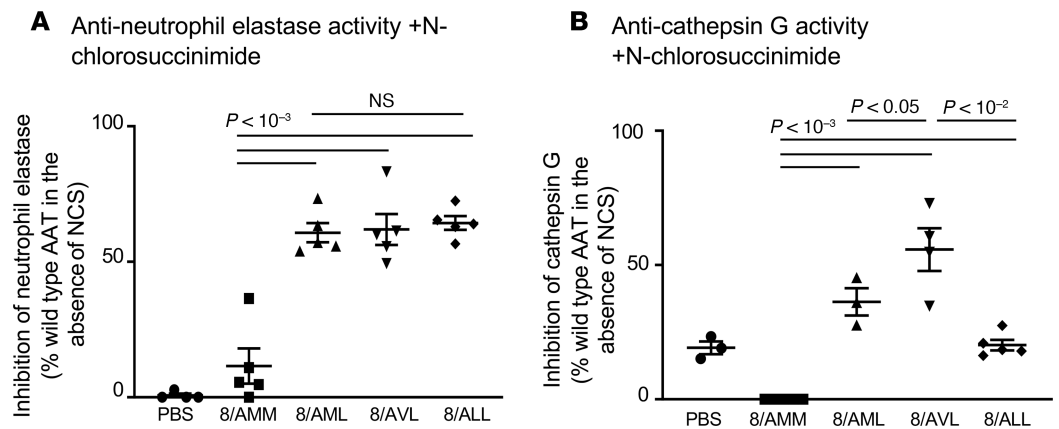 A Anti-neutrophil elastase activity +N-
chlorosuccinimide
NS
P < 10⁻³
Inhibition of neutrophil elastase
(% wild type AAT in the
absence of NCS)
100
50
0
PBS 8/AMM 8/AML 8/AVL 8/ALL
B Anti-cathepsin G activity
+N-chlorosuccinimide
P < 0.05 P < 10⁻²
P < 10⁻³
Inhibition of cathepsin G
(% wild type AAT in the
absence of NCS)
100
50
0
PBS 8/AMM 8/AML 8/AVL 8/ALL